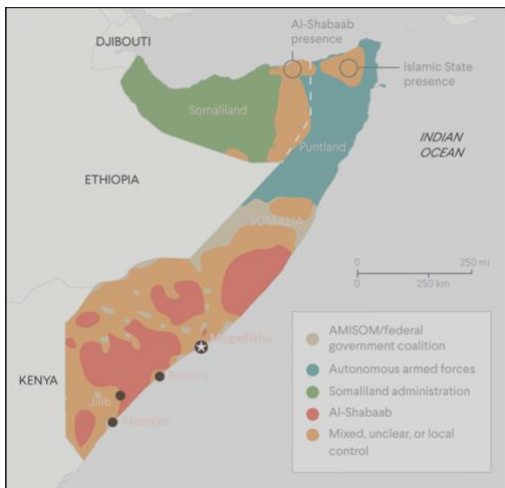 Al-Shabaab
presence
DJIBOUTI
Islamic State
presence
Somaliland
INDIAN
OCEAN
Puntland
ETHIOPIA
SOMAMA
0 250 mi
0 250 km
Mogadishu
KENYA
Jilib
AMISOM/federal
government coalition
Autonomous armed forces
Somaliland administration
Al-Shabaab
Mixed, unclear, or local
control